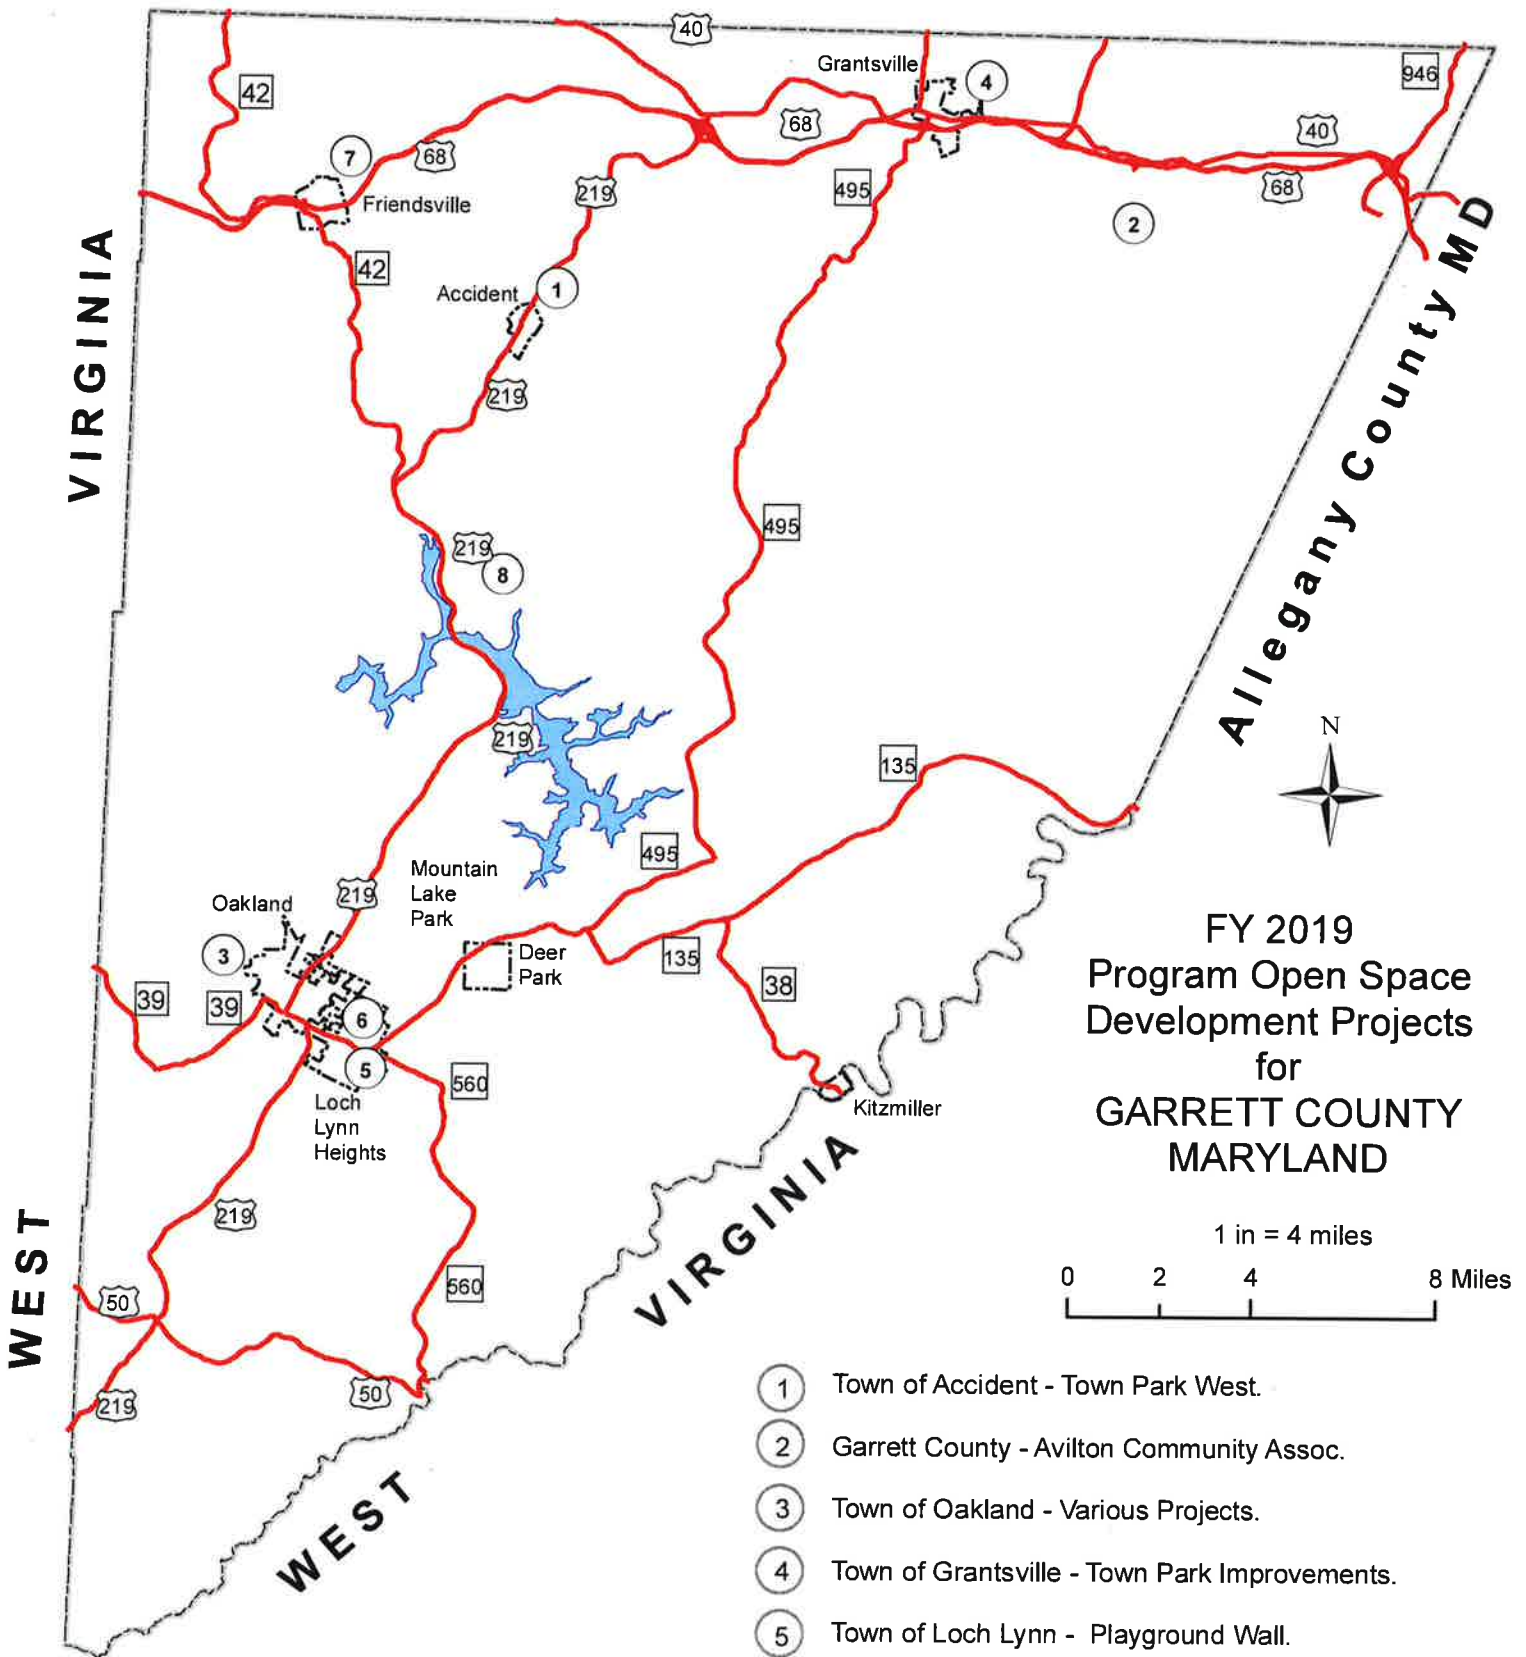 40
Grantsville
4
946
42
68
40
7
68
219
495
68
Friendsville
2
42
Accident
1
VIRGINIA
219
Allegany County MD
495
219
8
219
N
135
495
Mountain
Lake
Park
219
Oakland
3
Deer
Park
135
38
39
39
6
5
560
Loch
Lynn
Heights
Kitzmiller
FY 2019
Program Open Space
Development Projects
for
GARRETT COUNTY
MARYLAND
219
WEST
VIRGINIA
1 in = 4 miles
0 2 4 8 Miles
560
50
50
219
WEST
1 Town of Accident - Town Park West.
2 Garrett County - Avilton Community Assoc.
3 Town of Oakland - Various Projects.
4 Town of Grantsville - Town Park Improvements.
5 Town of Loch Lynn - Playground Wall.